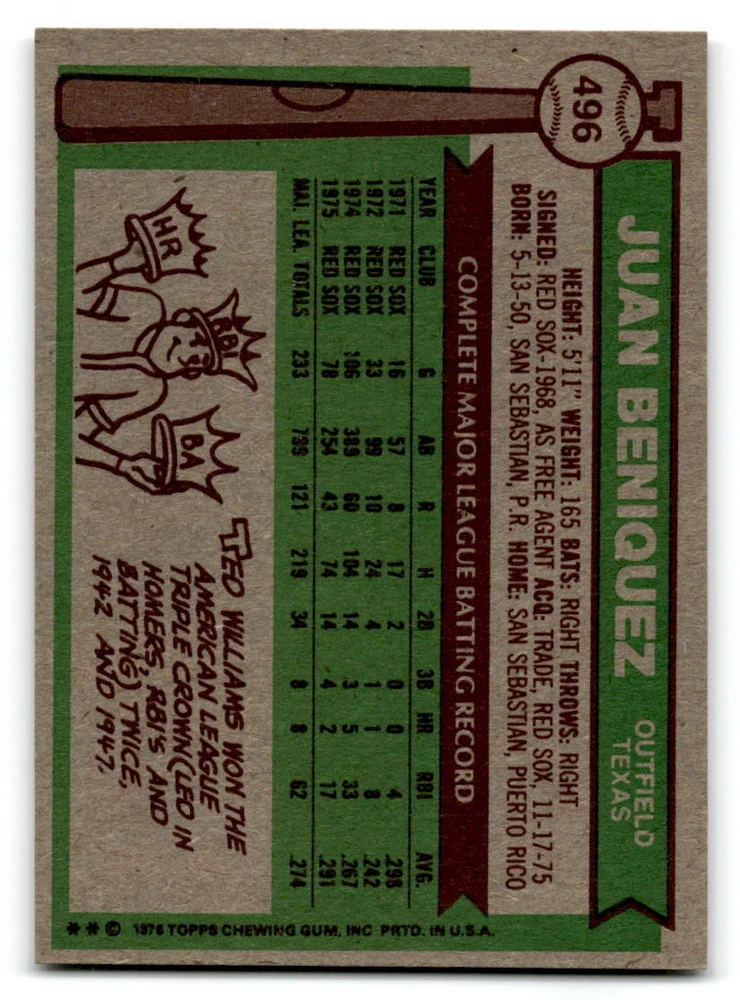 496
JUAN BENIQUEZ
OUTFIELD
TEXAS
HEIGHT: 5'11" WEIGHT: 165 BATS: RIGHT THROWS: RIGHT
SIGNED: RED SOX-1968, AS FREE AGENT ACQ: TRADE, RED SOX, 11-17-75
BORN: 5-13-50, SAN SEBASTIAN, P.R. HOME: SAN SEBASTIAN, PUERTO RICO
COMPLETE MAJOR LEAGUE BATTING RECORD
YEAR CLUB G AB R H 2B 3B HR RBI AVG.
1971 RED SOX 16 57 8 17 2 0 0 4 .298
1972 RED SOX 33 99 10 24 4 1 1 8 .242
1974 RED SOX 106 389 60 104 14 3 5 33 .267
1975 RED SOX 78 254 43 74 14 4 2 17 .291
MAJ. LEA. TOTALS 233 799 121 219 34 8 8 62 .274
HR
RBI
BA
TED WILLIAMS WON THE
AMERICAN LEAGUE
TRIPLE CROWN (LED IN
HOMERS, RBI'S AND
BATTING) TWICE,
1942 AND 1947.
** © 1976 TOPPS CHEWING GUM, INC PRTD. IN U.S.A.